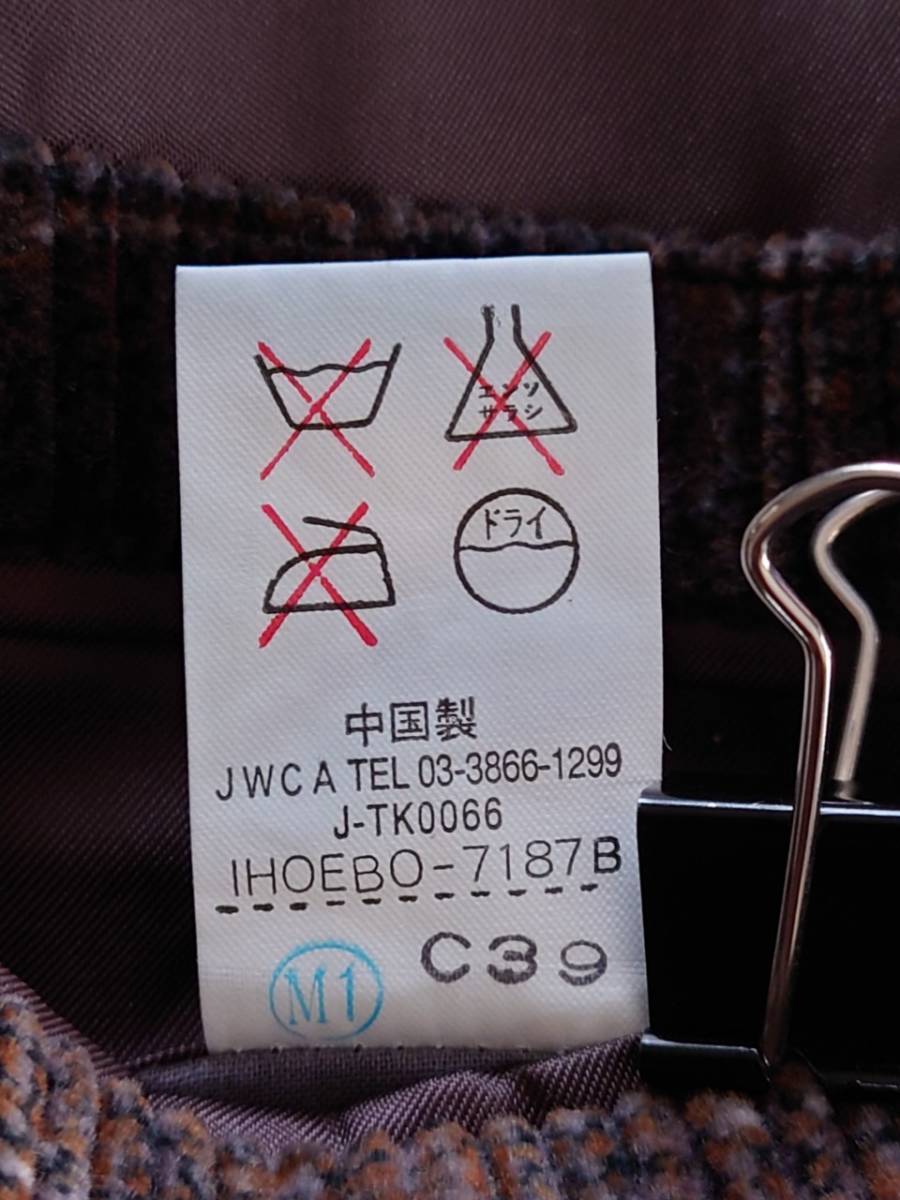 エンソ
サラシ
ドライ
中国製
JWCA TEL 03-3866-1299
J-TK0066
IHOEBO-7187B
M1 C39